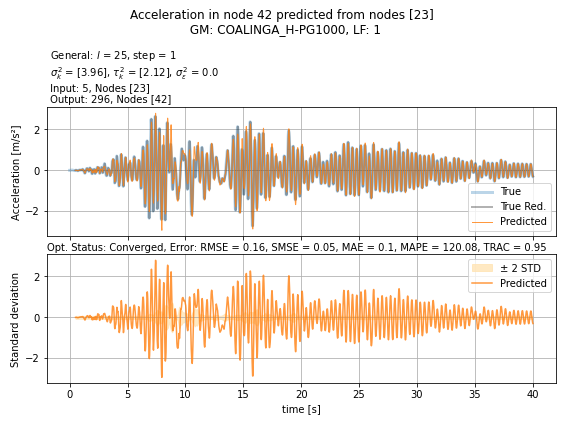 Acceleration in node 42 predicted from nodes [23]
GM: COALINGA_H-PG1000, LF: 1
General: l = 25, step = 1
σ²_k = [3.96], τ²_k = [2.12], σ²_ε = 0.0
Input: 5, Nodes [23]
Output: 296, Nodes [42]
Acceleration [m/s²]
2
0
−2
True
True Red.
Predicted
Opt. Status: Converged, Error: RMSE = 0.16, SMSE = 0.05, MAE = 0.1, MAPE = 120.08, TRAC = 0.95
Standard deviation
2
0
−2
± 2 STD
Predicted
0 5 10 15 20 25 30 35 40
time [s]